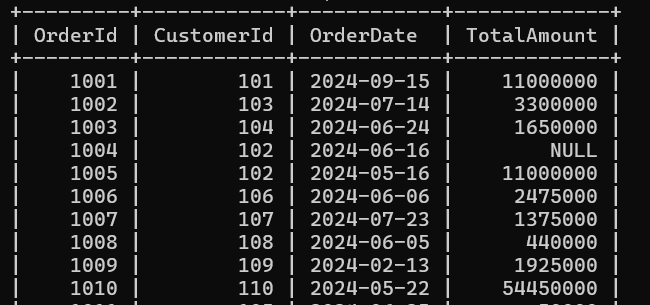 +---------+------------+------------+-------------+
| OrderId | CustomerId | OrderDate  | TotalAmount |
+---------+------------+------------+-------------+
|    1001 |        101 | 2024-09-15 |    11000000 |
|    1002 |        103 | 2024-07-14 |     3300000 |
|    1003 |        104 | 2024-06-24 |     1650000 |
|    1004 |        102 | 2024-06-16 |        NULL |
|    1005 |        102 | 2024-05-16 |    11000000 |
|    1006 |        106 | 2024-06-06 |     2475000 |
|    1007 |        107 | 2024-07-23 |     1375000 |
|    1008 |        108 | 2024-06-05 |      440000 |
|    1009 |        109 | 2024-02-13 |     1925000 |
|    1010 |        110 | 2024-05-22 |    54450000 |